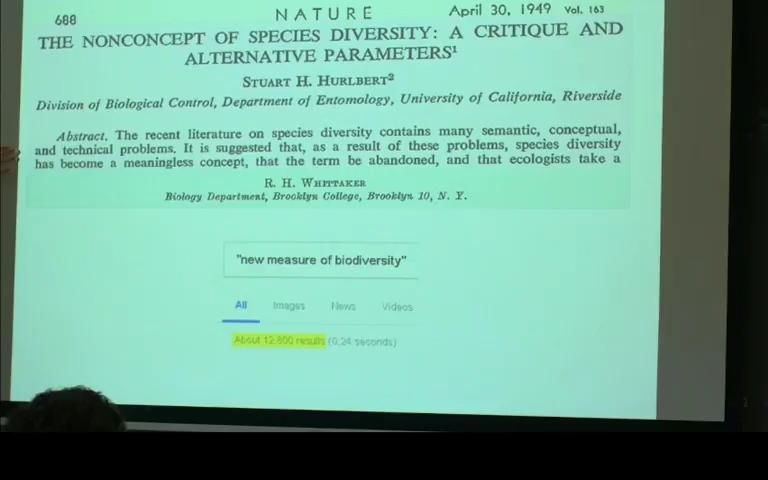 688 NATURE April 30, 1949 Vol. 163
THE NONCONCEPT OF SPECIES DIVERSITY: A CRITIQUE AND
ALTERNATIVE PARAMETERS¹
STUART H. HURLBERT²
Division of Biological Control, Department of Entomology, University of California, Riverside
Abstract. The recent literature on species diversity contains many semantic, conceptual,
and technical problems. It is suggested that, as a result of these problems, species diversity
has become a meaningless concept, that the term be abandoned, and that ecologists take a
R. H. WHITTAKER
Biology Department, Brooklyn College, Brooklyn 10, N. Y.
"new measure of biodiversity"
All Images News Videos
About 12,800 results (0.24 seconds)